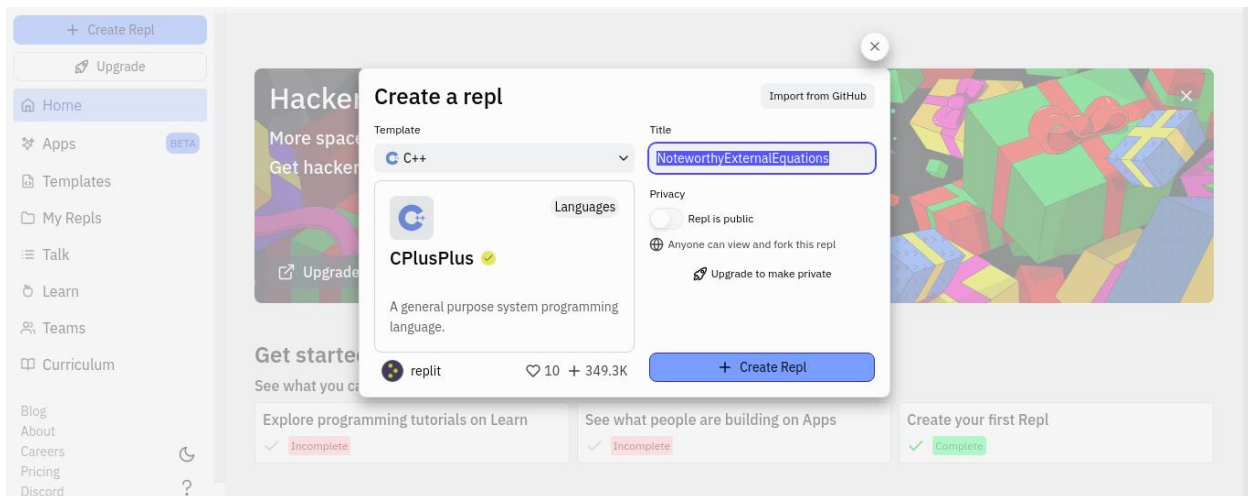 + Create Repl
Upgrade
Home
Apps BETA
Templates
My Repls
Talk
Learn
Teams
Curriculum
Blog
About
Careers
Pricing
Discord
?
Hacker
More space
Get hacker
Upgrade
Create a repl
Import from GitHub
Template
C++
Languages
CPlusPlus
A general purpose system programming
language.
replit
10 + 349.3K
Title
NoteworthyExternalEquations
Privacy
Repl is public
Anyone can view and fork this repl
Upgrade to make private
+ Create Repl
Get starte
See what you ca
Explore programming tutorials on Learn
Incomplete
See what people are building on Apps
Incomplete
Create your first Repl
Complete